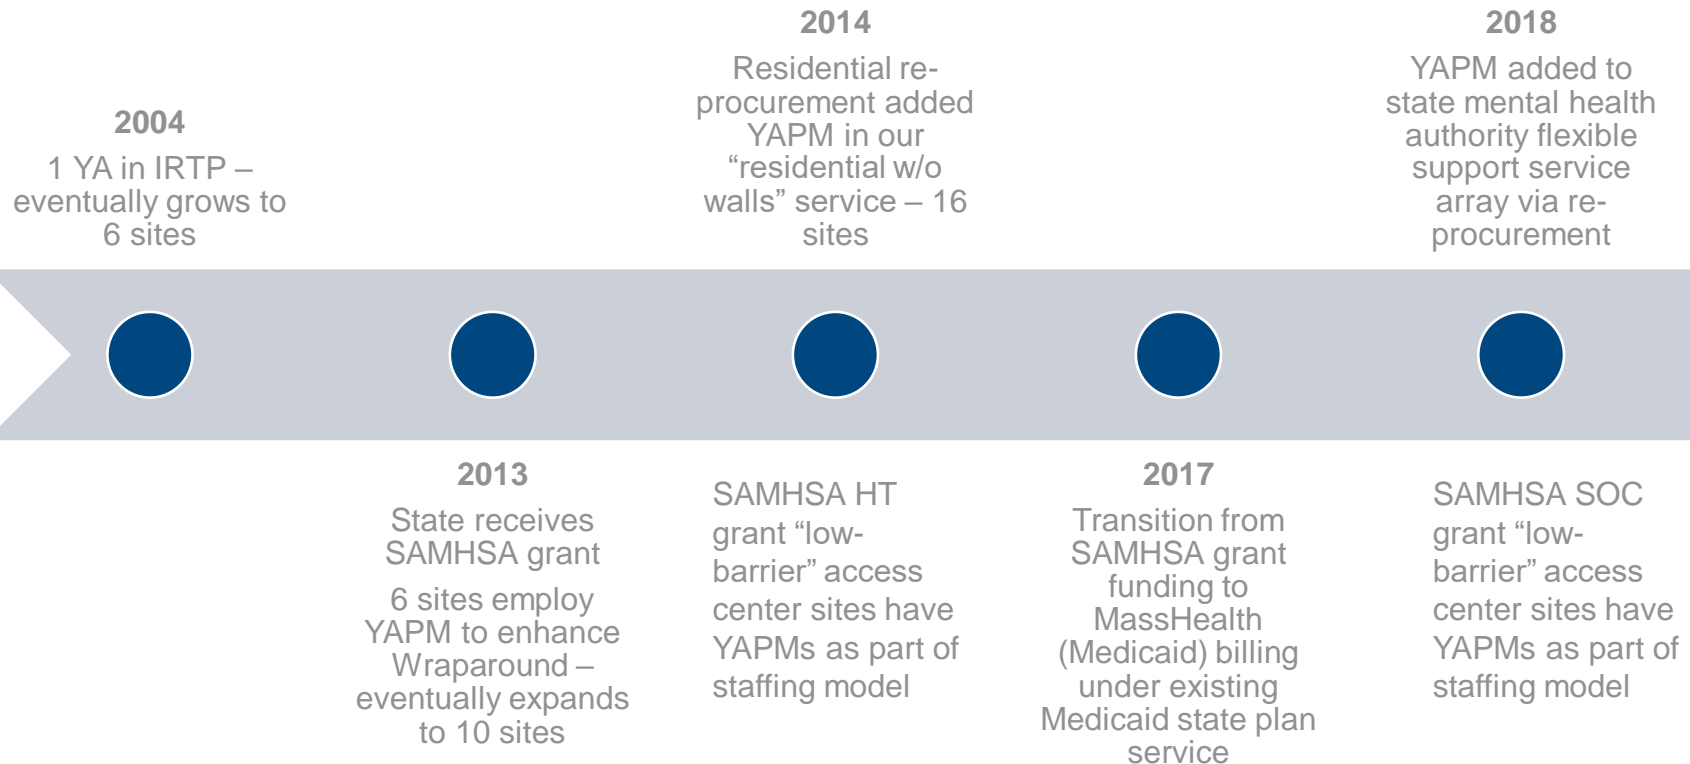 2004
1 YA in IRTP –
eventually grows to
6 sites
2013
State receives
SAMHSA grant
6 sites employ
YAPM to enhance
Wraparound –
eventually expands
to 10 sites
2014
Residential re-
procurement added
YAPM in our
“residential w/o
walls” service – 16
sites
SAMHSA HT
grant “low-
barrier” access
center sites have
YAPMs as part of
staffing model
2017
Transition from
SAMHSA grant
funding to
MassHealth
(Medicaid) billing
under existing
Medicaid state plan
service
2018
YAPM added to
state mental health
authority flexible
support service
array via re-
procurement
SAMHSA SOC
grant “low-
barrier” access
center sites have
YAPMs as part of
staffing model